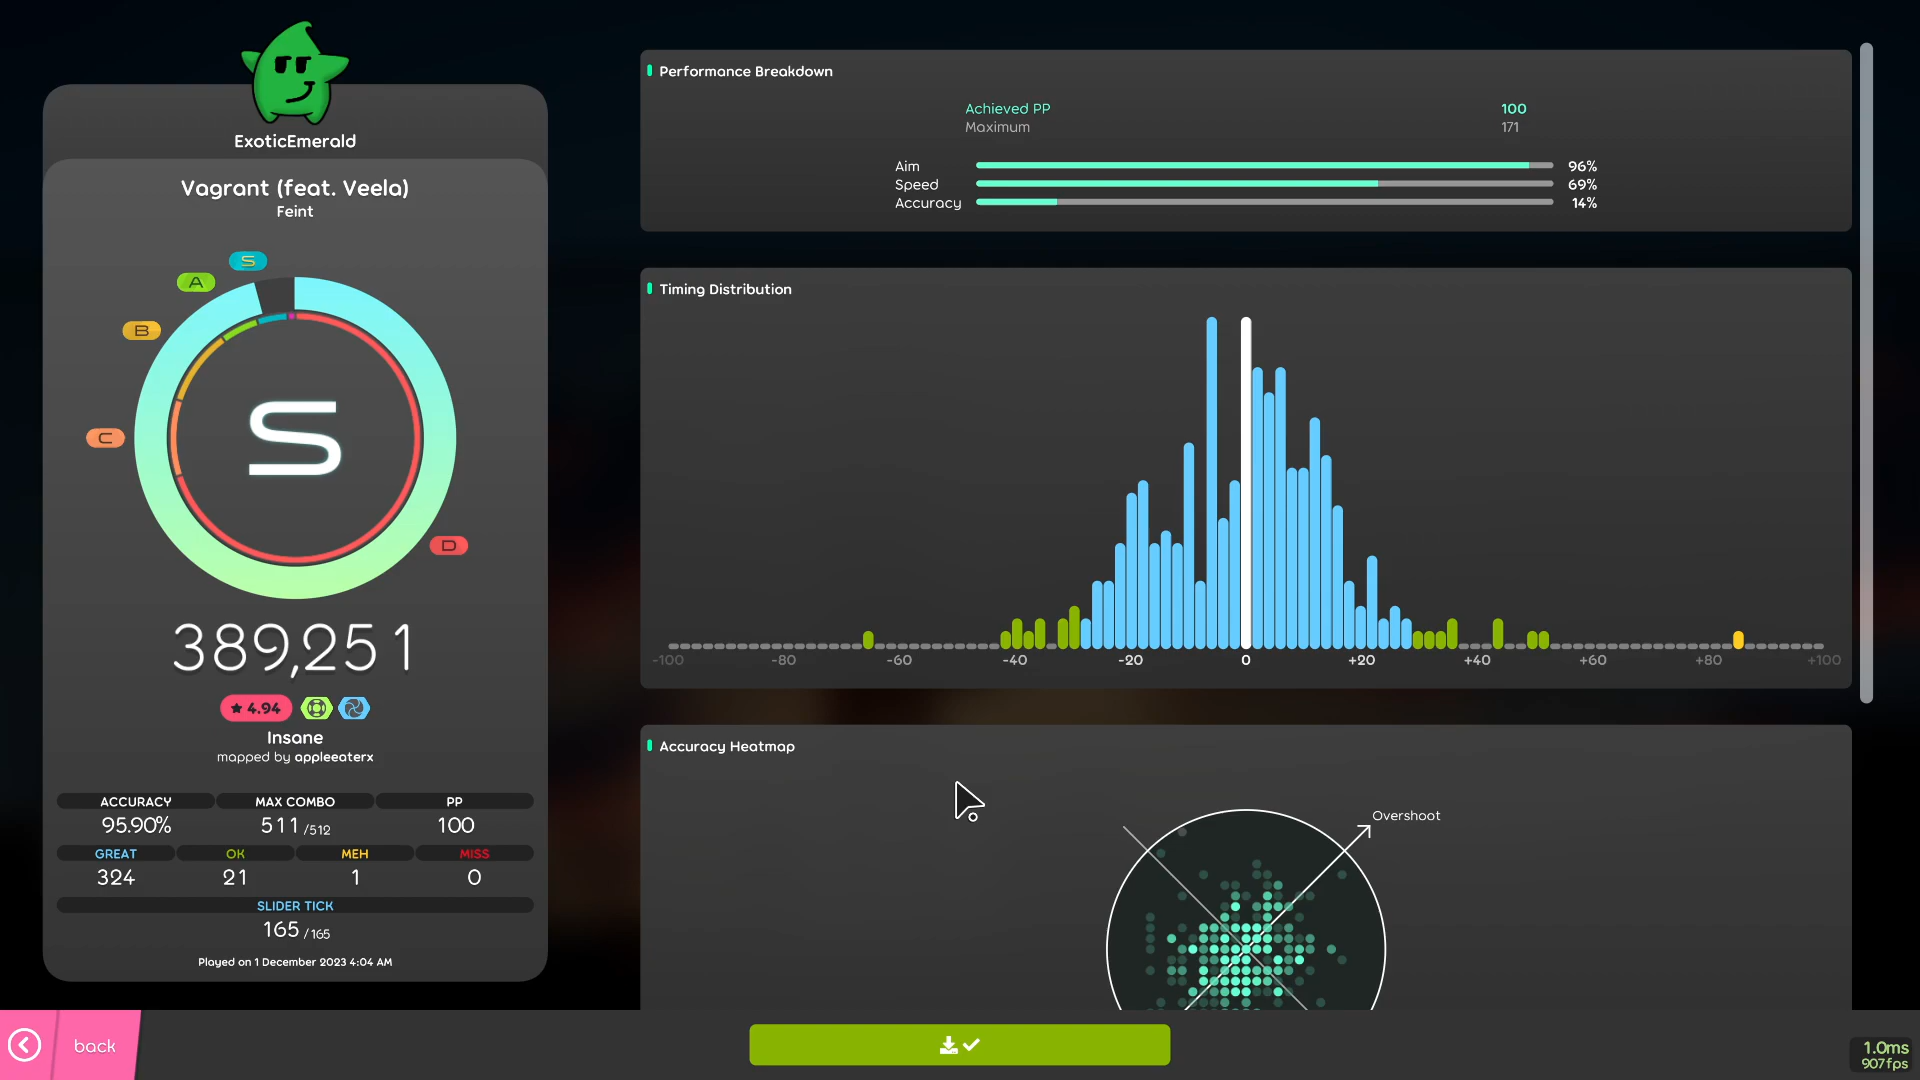 ExoticEmerald
Vagrant (feat. Veela)
Feint
S
A
B
C
D
S
389,251
4.94
Insane
mapped by appleeaterx
ACCURACY MAX COMBO PP
95.90% 511 /512 100
GREAT OK MEH MISS
324 21 1 0
SLIDER TICK
165 /165
Played on 1 December 2023 4:04 AM
Performance Breakdown
Achieved PP 100
Maximum 171
Aim 96%
Speed 69%
Accuracy 14%
Timing Distribution
-100 -80 -60 -40 -20 0 +20 +40 +60 +80 +100
Accuracy Heatmap
Overshoot
back
1.0ms
907fps